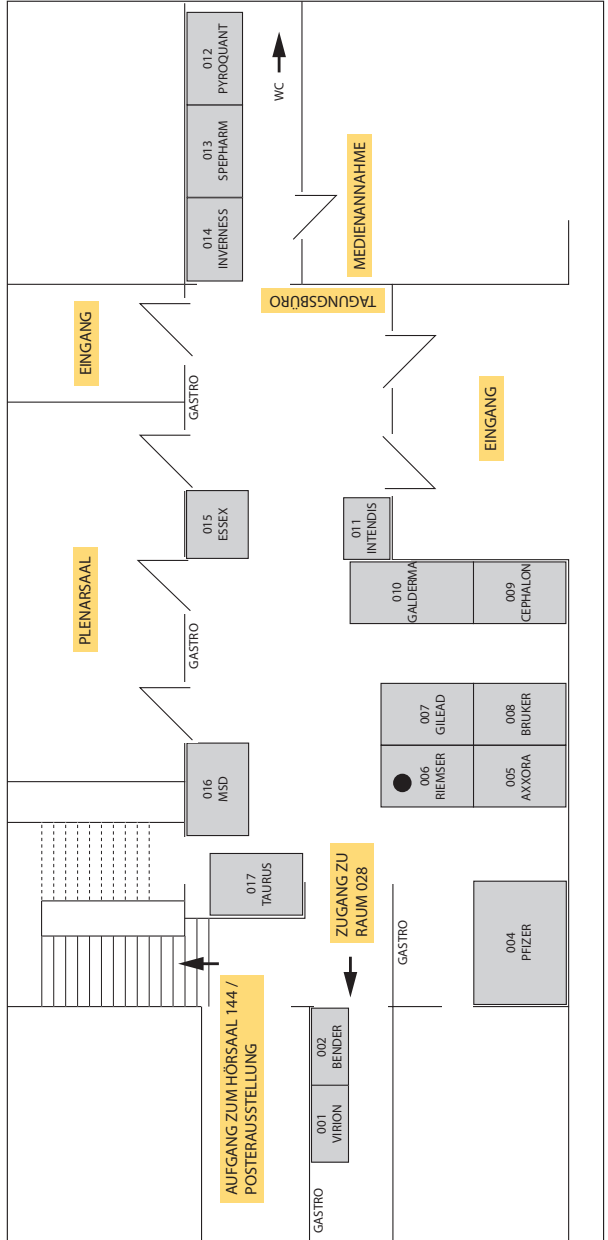 012
PYROQUANT
WC
013
SPEPHARM
014
INVERNESS
MEDIENANNAHME
TAGUNGSBÜRO
EINGANG
GASTRO
EINGANG
015
ESSEX
011
INTENDIS
PLENARSAAL
GASTRO
010
GALDERMA
009
CEPHALON
007
GILEAD
008
BRUKER
016
MSD
006
RIEMSER
005
AXXORA
017
TAURUS
ZUGANG ZU
RAUM 028
GASTRO
004
PFIZER
AUFGANG ZUM HÖRSAAL 144 /
POSTERAUSSTELLUNG
002
BENDER
001
VIRION
GASTRO